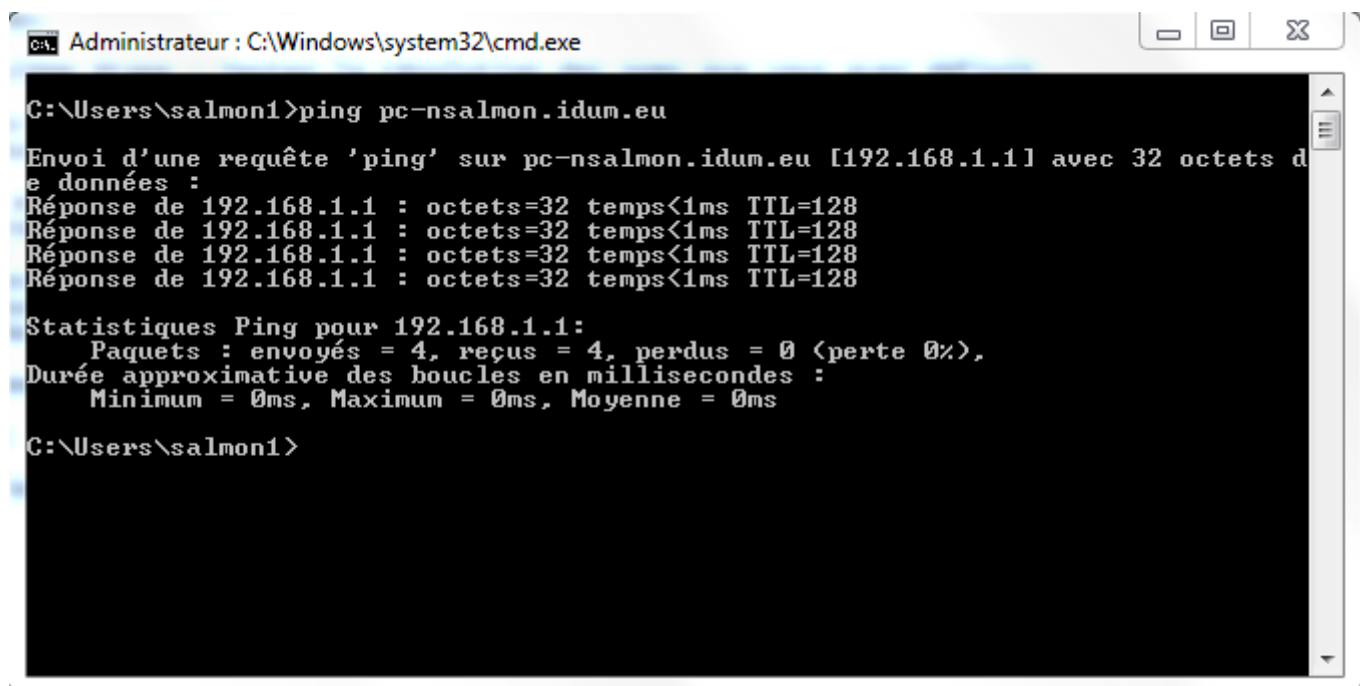 Administrateur : C:\Windows\system32\cmd.exe
C:\Users\salmon1>ping pc-nsalmon.idum.eu
Envoi d'une requête 'ping' sur pc-nsalmon.idum.eu [192.168.1.1] avec 32 octets d
e données :
Réponse de 192.168.1.1 : octets=32 temps<1ms TTL=128
Réponse de 192.168.1.1 : octets=32 temps<1ms TTL=128
Réponse de 192.168.1.1 : octets=32 temps<1ms TTL=128
Réponse de 192.168.1.1 : octets=32 temps<1ms TTL=128
Statistiques Ping pour 192.168.1.1:
    Paquets : envoyés = 4, reçus = 4, perdus = 0 (perte 0%),
Durée approximative des boucles en millisecondes :
    Minimum = 0ms, Maximum = 0ms, Moyenne = 0ms
C:\Users\salmon1>